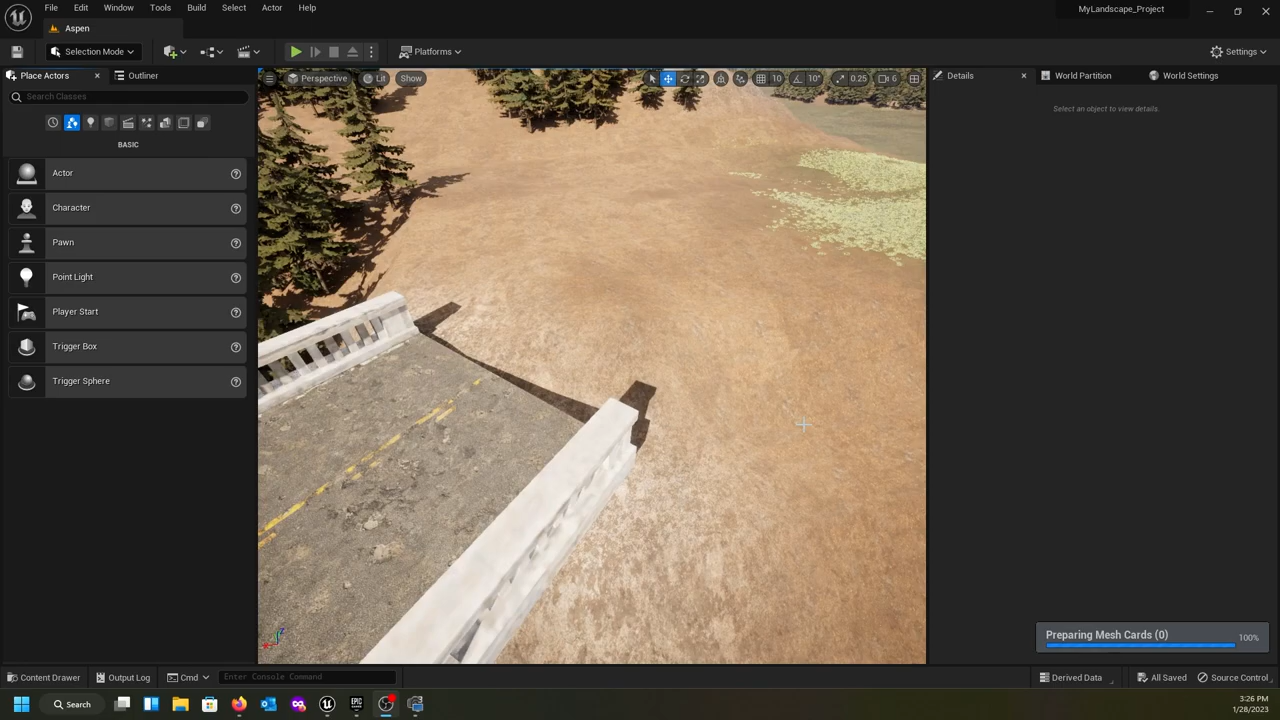 File Edit Window Tools Build Select Actor Help
MyLandscape_Project
Aspen
Selection Mode
Platforms
Settings
Place Actors
Outliner
Perspective
Lit
Show
10
10°
0.25
6
Details
World Partition
World Settings
Search Classes
Select an object to view details.
BASIC
Actor
Character
Pawn
Point Light
Player Start
Trigger Box
Trigger Sphere
Preparing Mesh Cards (0)
100%
Content Drawer
Output Log
Cmd
Enter Console Command
Derived Data
All Saved
Source Control
Search
3:26 PM
1/28/2023